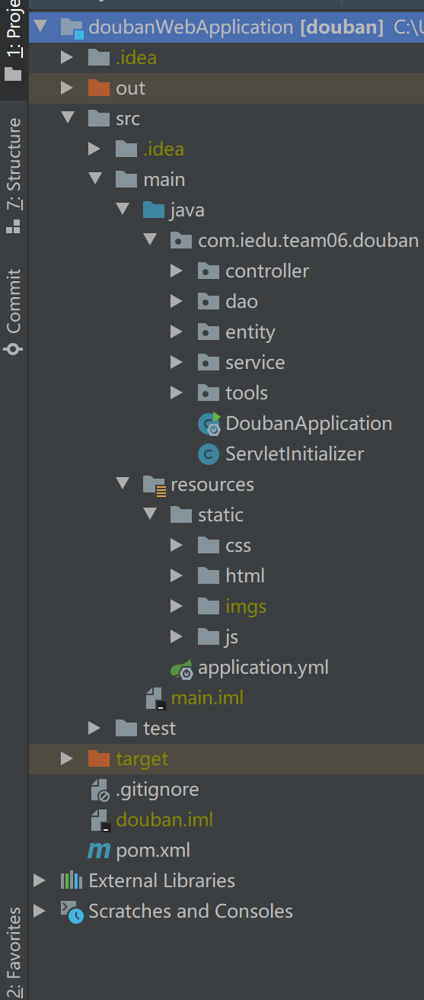 1: Proje
7: Structure
Commit
2: Favorites
doubanWebApplication [douban] C:\U
.idea
out
src
.idea
main
java
com.iedu.team06.douban
controller
dao
entity
service
tools
DoubanApplication
ServletInitializer
resources
static
css
html
imgs
js
application.yml
main.iml
test
target
.gitignore
douban.iml
pom.xml
External Libraries
Scratches and Consoles